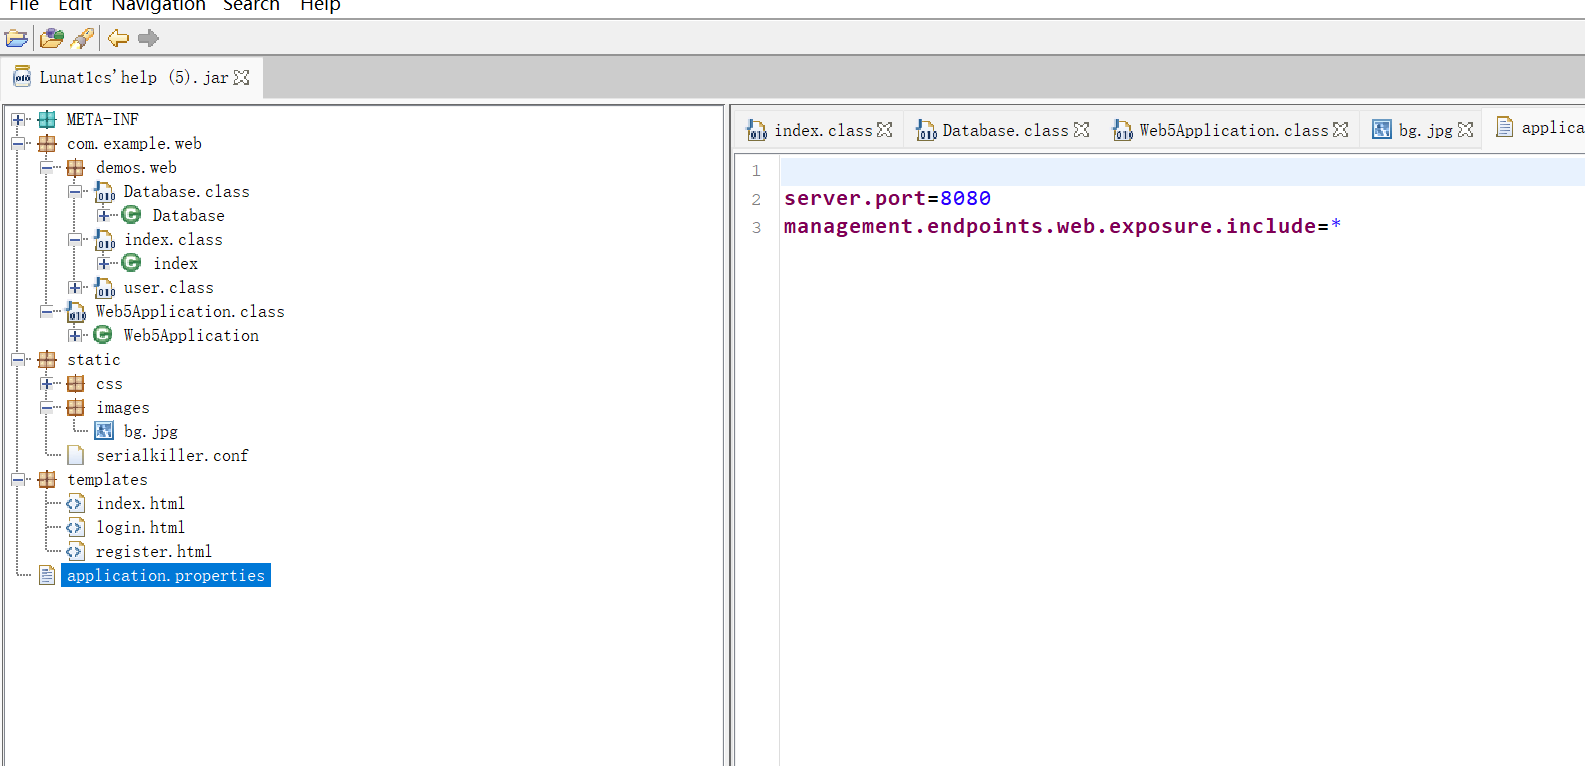 File Edit Navigation Search Help
Lunat1cs'help (5).jar
META-INF
com.example.web
demos.web
Database.class
Database
index.class
index
user.class
Web5Application.class
Web5Application
static
css
images
bg.jpg
serialkiller.conf
templates
index.html
login.html
register.html
application.properties
index.class Database.class Web5Application.class bg.jpg applica
1
2 server.port=8080
3 management.endpoints.web.exposure.include=*